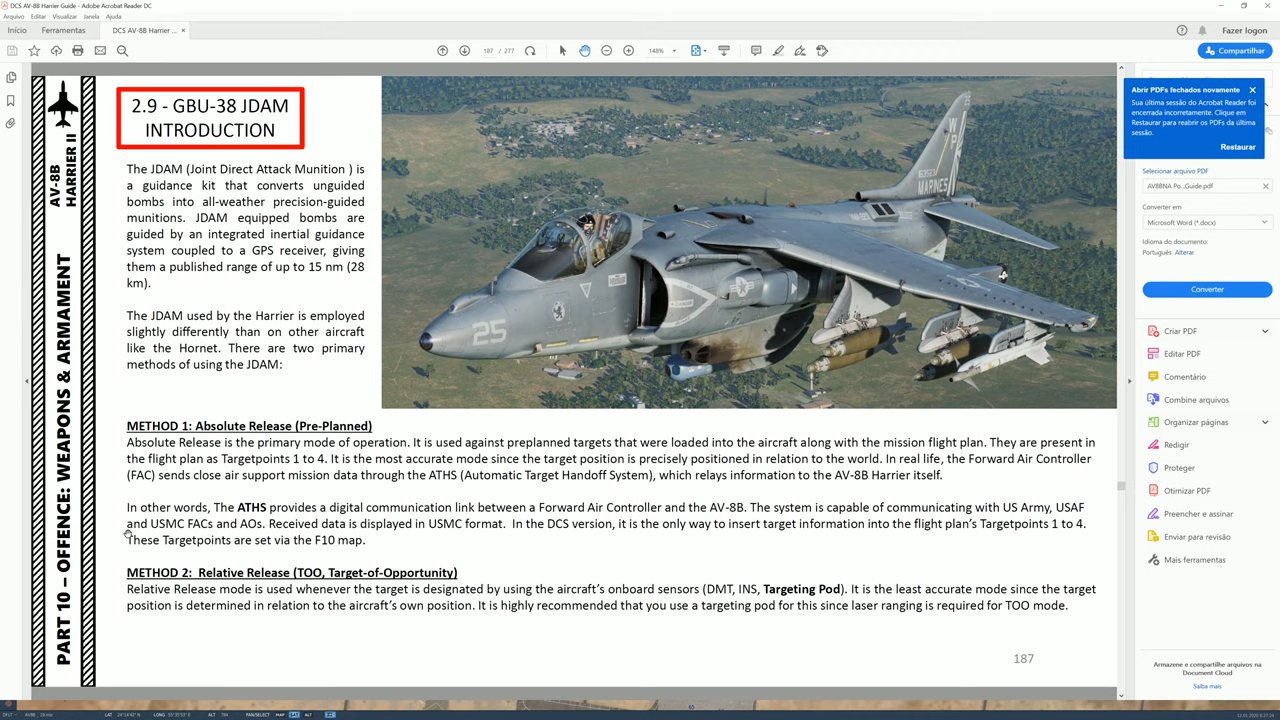 DCS AV-8B Harrier Guide - Adobe Acrobat Reader DC
Arquivo Editar Visualizar Janela Ajuda
Início Ferramentas DCS AV-8B Harrier ... × Fazer logon
187 / 277 148% Compartilhar
AV-8B
HARRIER II
PART 10 – OFFENCE: WEAPONS & ARMAMENT
2.9 - GBU-38 JDAM
INTRODUCTION
The JDAM (Joint Direct Attack Munition ) is
a guidance kit that converts unguided
bombs into all-weather precision-guided
munitions. JDAM equipped bombs are
guided by an integrated inertial guidance
system coupled to a GPS receiver, giving
them a published range of up to 15 nm (28
km).
The JDAM used by the Harrier is employed
slightly differently than on other aircraft
like the Hornet. There are two primary
methods of using the JDAM:
MARINES
25
METHOD 1: Absolute Release (Pre-Planned)
Absolute Release is the primary mode of operation. It is used against preplanned targets that were loaded into the aircraft along with the mission flight plan. They are present in
the flight plan as Targetpoints 1 to 4. It is the most accurate mode since the target position is precisely positioned in relation to the world. In real life, the Forward Air Controller
(FAC) sends close air support mission data through the ATHS (Automatic Target Handoff System), which relays information to the AV-8B Harrier itself.
In other words, The ATHS provides a digital communication link between a Forward Air Controller and the AV-8B. The system is capable of communicating with US Army, USAF
and USMC FACs and AOs. Received data is displayed in USMC format. In the DCS version, it is the only way to insert target information into the flight plan's Targetpoints 1 to 4.
These Targetpoints are set via the F10 map.
METHOD 2: Relative Release (TOO, Target-of-Opportunity)
Relative Release mode is used whenever the target is designated by using the aircraft's onboard sensors (DMT, INS, Targeting Pod). It is the least accurate mode since the target
position is determined in relation to the aircraft's own position. It is highly recommended that you use a targeting pod for this since laser ranging is required for TOO mode.
187
Abrir PDFs fechados novamente
Sua última sessão do Acrobat Reader foi
encerrada incorretamente. Clique em
Restaurar para reabrir os PDFs da última
sessão.
Restaurar
Selecionar arquivo PDF
AV8BNA Po...Guide.pdf
Converter em
Microsoft Word (*.docx)
Idioma do documento:
Português Alterar
Converter
Criar PDF
Editar PDF
Comentário
Combine arquivos
Organizar páginas
Redigir
Proteger
Otimizar PDF
Preencher e assinar
Enviar para revisão
Mais ferramentas
Armazene e compartilhe arquivos na
Document Cloud
Saiba mais
65
LAT LONG ALT PAN/SELECT MAP SAT ALT